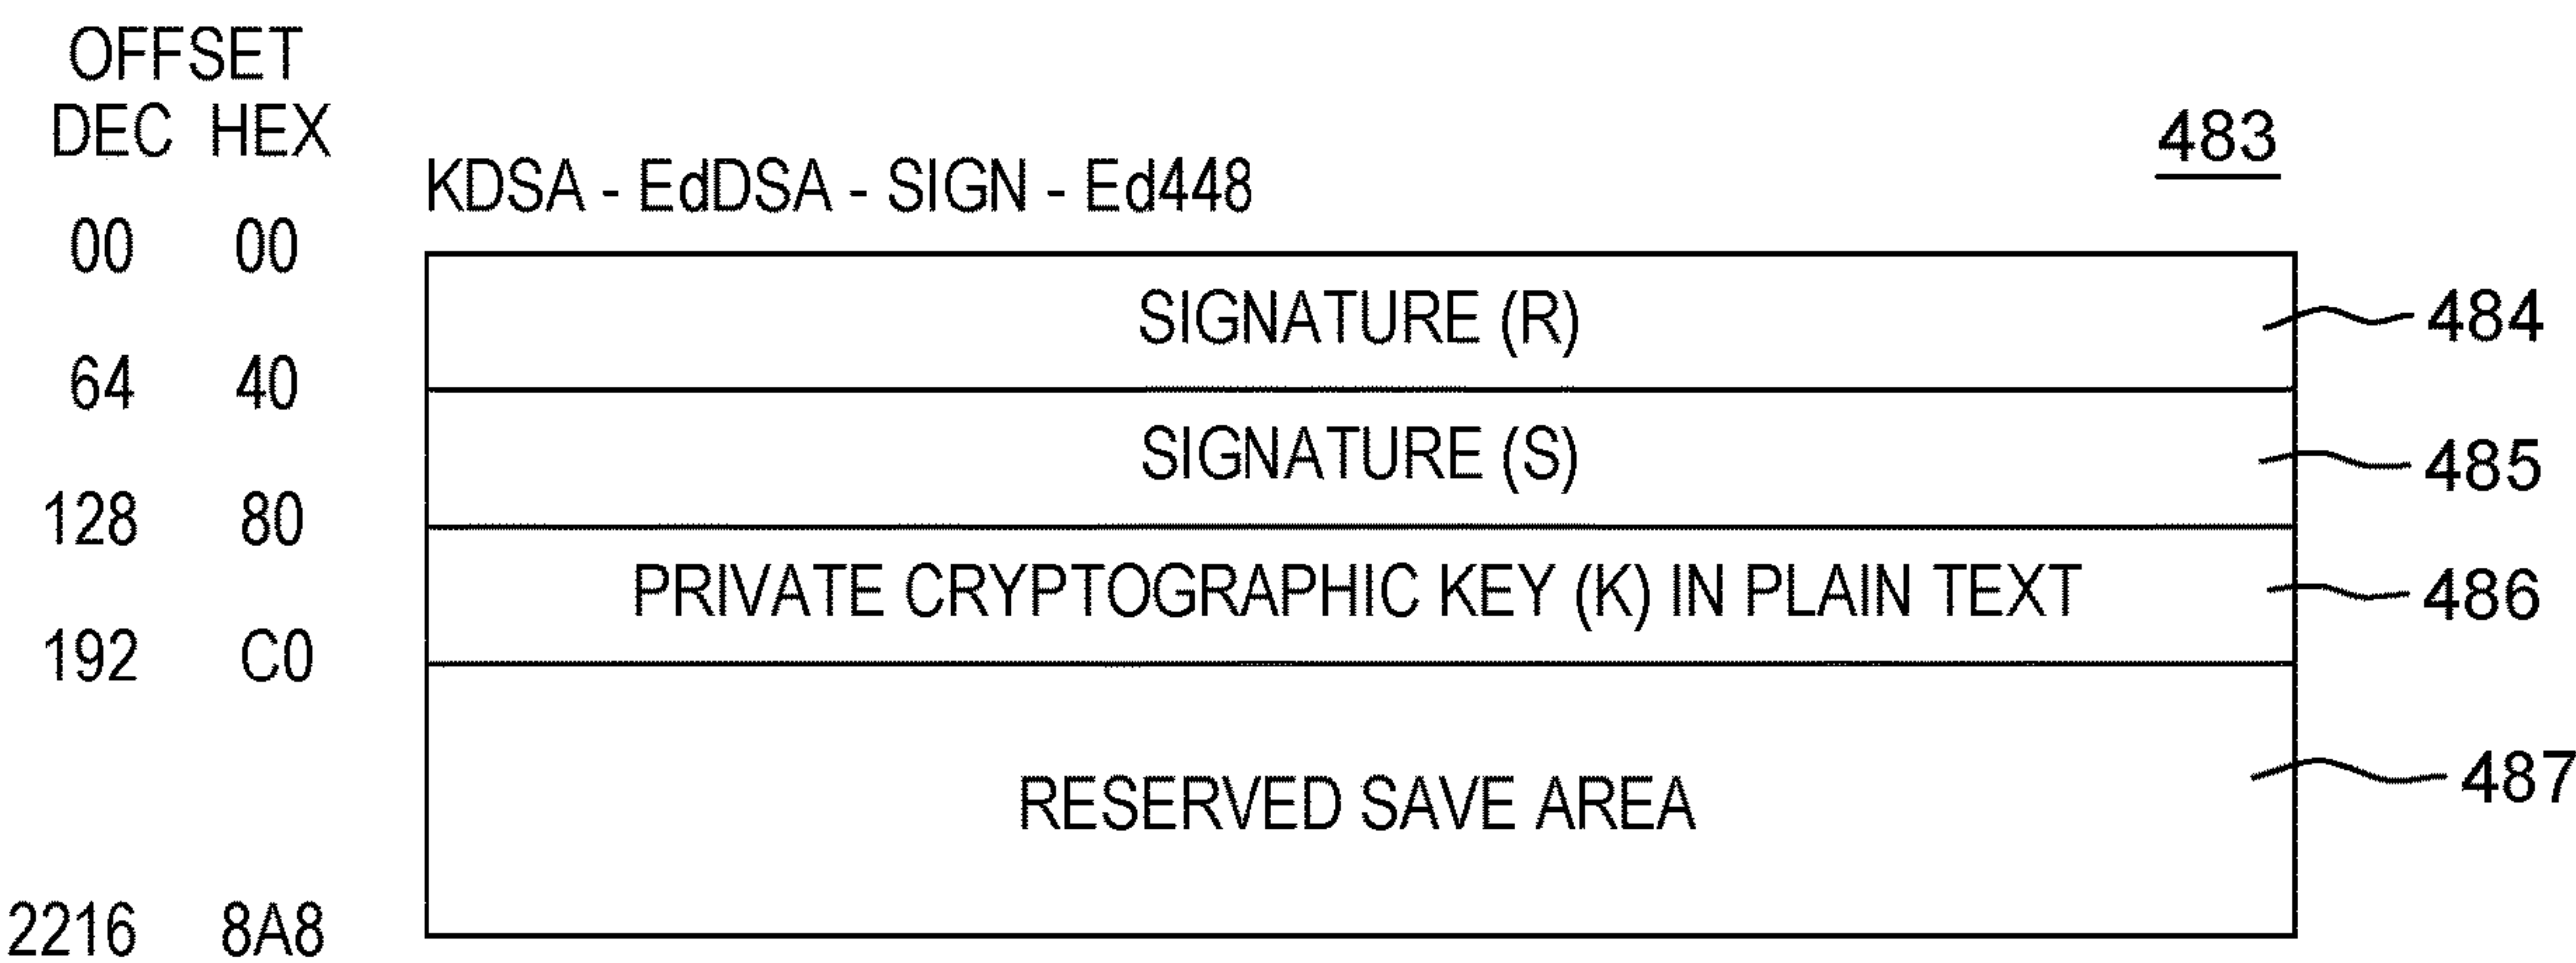 OFFSET
DEC HEX
483
KDSA - EdDSA - SIGN - Ed448
00 00
SIGNATURE (R)
484
64 40
SIGNATURE (S)
485
128 80
PRIVATE CRYPTOGRAPHIC KEY (K) IN PLAIN TEXT
486
192 C0
RESERVED SAVE AREA
487
2216 8A8